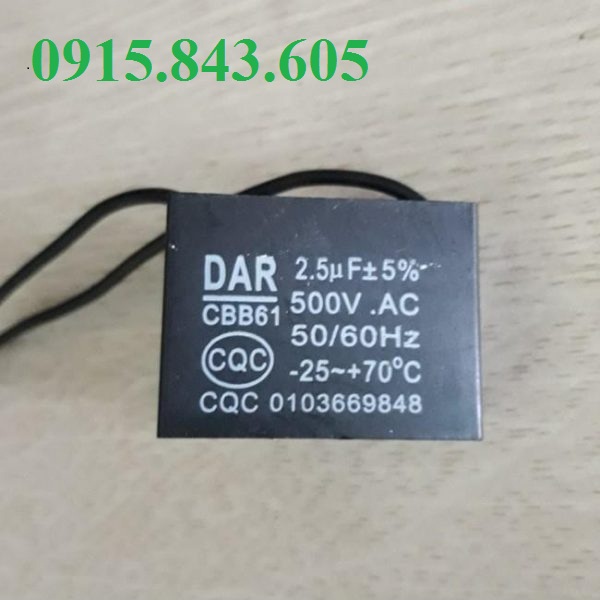 0915.843.605
DAR 2.5μF±5%
CBB61 500V .AC
50/60Hz
CQC -25~+70°C
CQC 0103669848